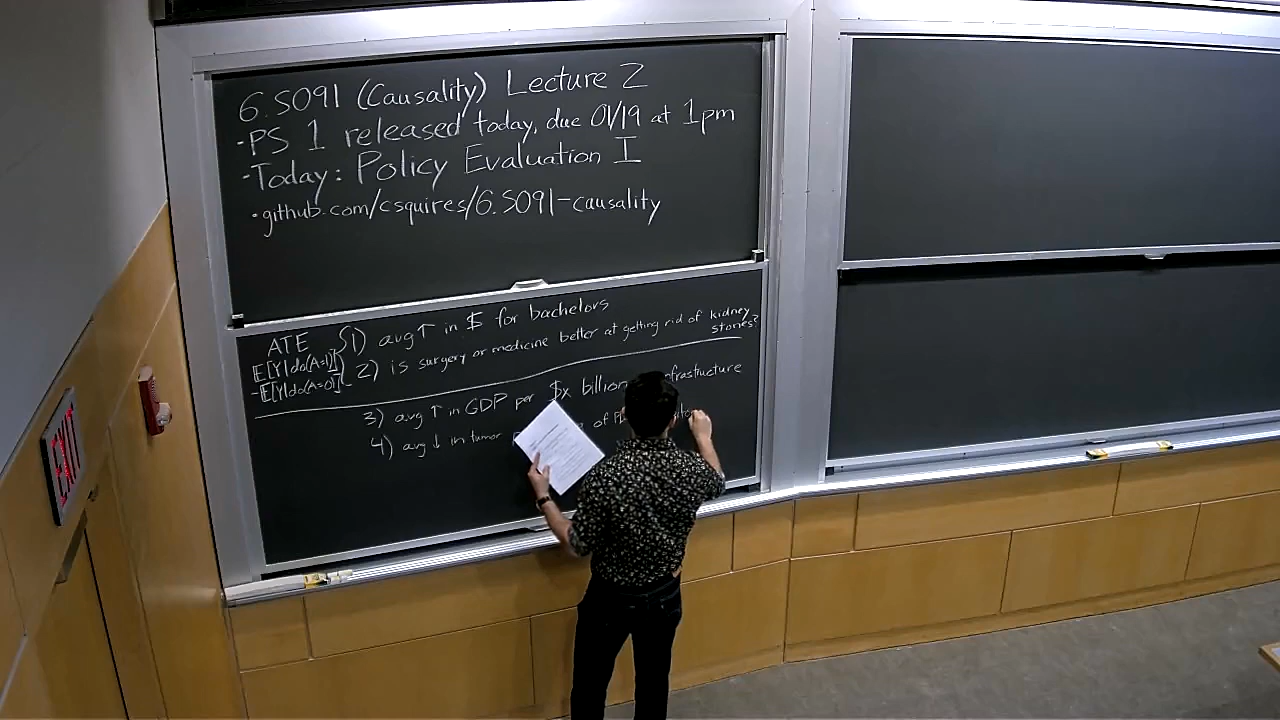 6.S091 (Causality) Lecture 2
-PS 1 released today, due 01/19 at 1pm
-Today: Policy Evaluation I
·github.com/csquires/6.S091-causality
ATE { 1) avg ↑ in $ for bachelors
E[Y|do(A=1)]
-E[Y|do(A=0)]
2) is surgery or medicine better at getting rid of kidney stones?
3) avg ↑ in GDP per $x billion infrastructure
4) avg ↓ in tumor of
EXIT